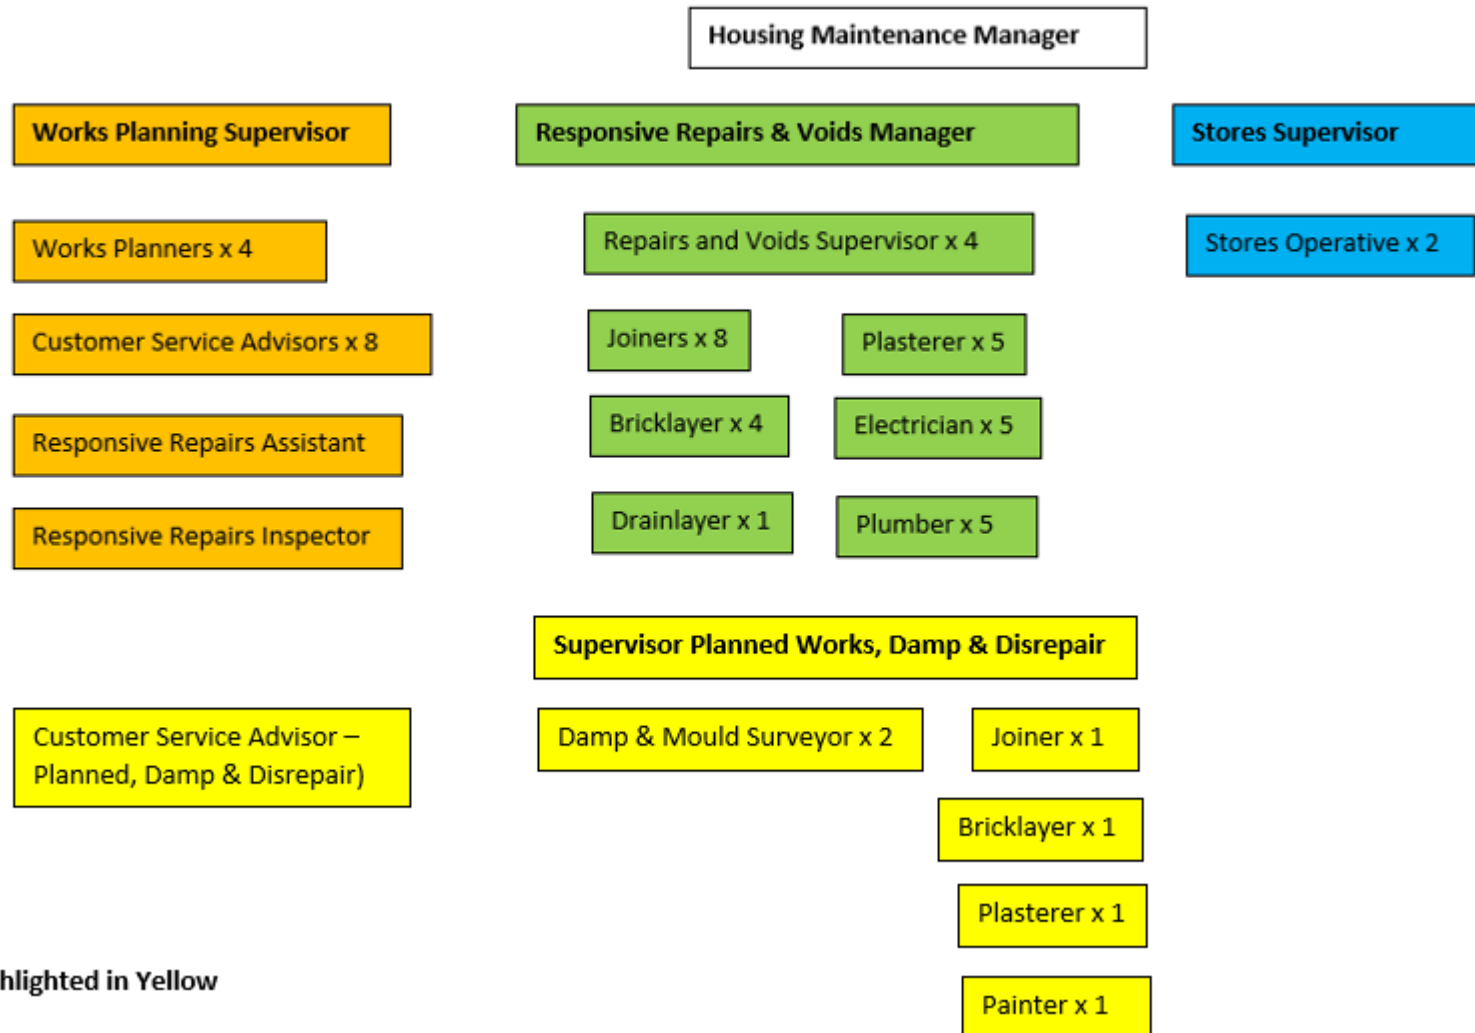 Housing Maintenance Manager
Works Planning Supervisor
Responsive Repairs & Voids Manager
Stores Supervisor
Works Planners x 4
Repairs and Voids Supervisor x 4
Stores Operative x 2
Customer Service Advisors x 8
Joiners x 8
Plasterer x 5
Responsive Repairs Assistant
Bricklayer x 4
Electrician x 5
Responsive Repairs Inspector
Drainlayer x 1
Plumber x 5
Supervisor Planned Works, Damp & Disrepair
Customer Service Advisor –
Planned, Damp & Disrepair)
Damp & Mould Surveyor x 2
Joiner x 1
Bricklayer x 1
Plasterer x 1
hlighted in Yellow
Painter x 1